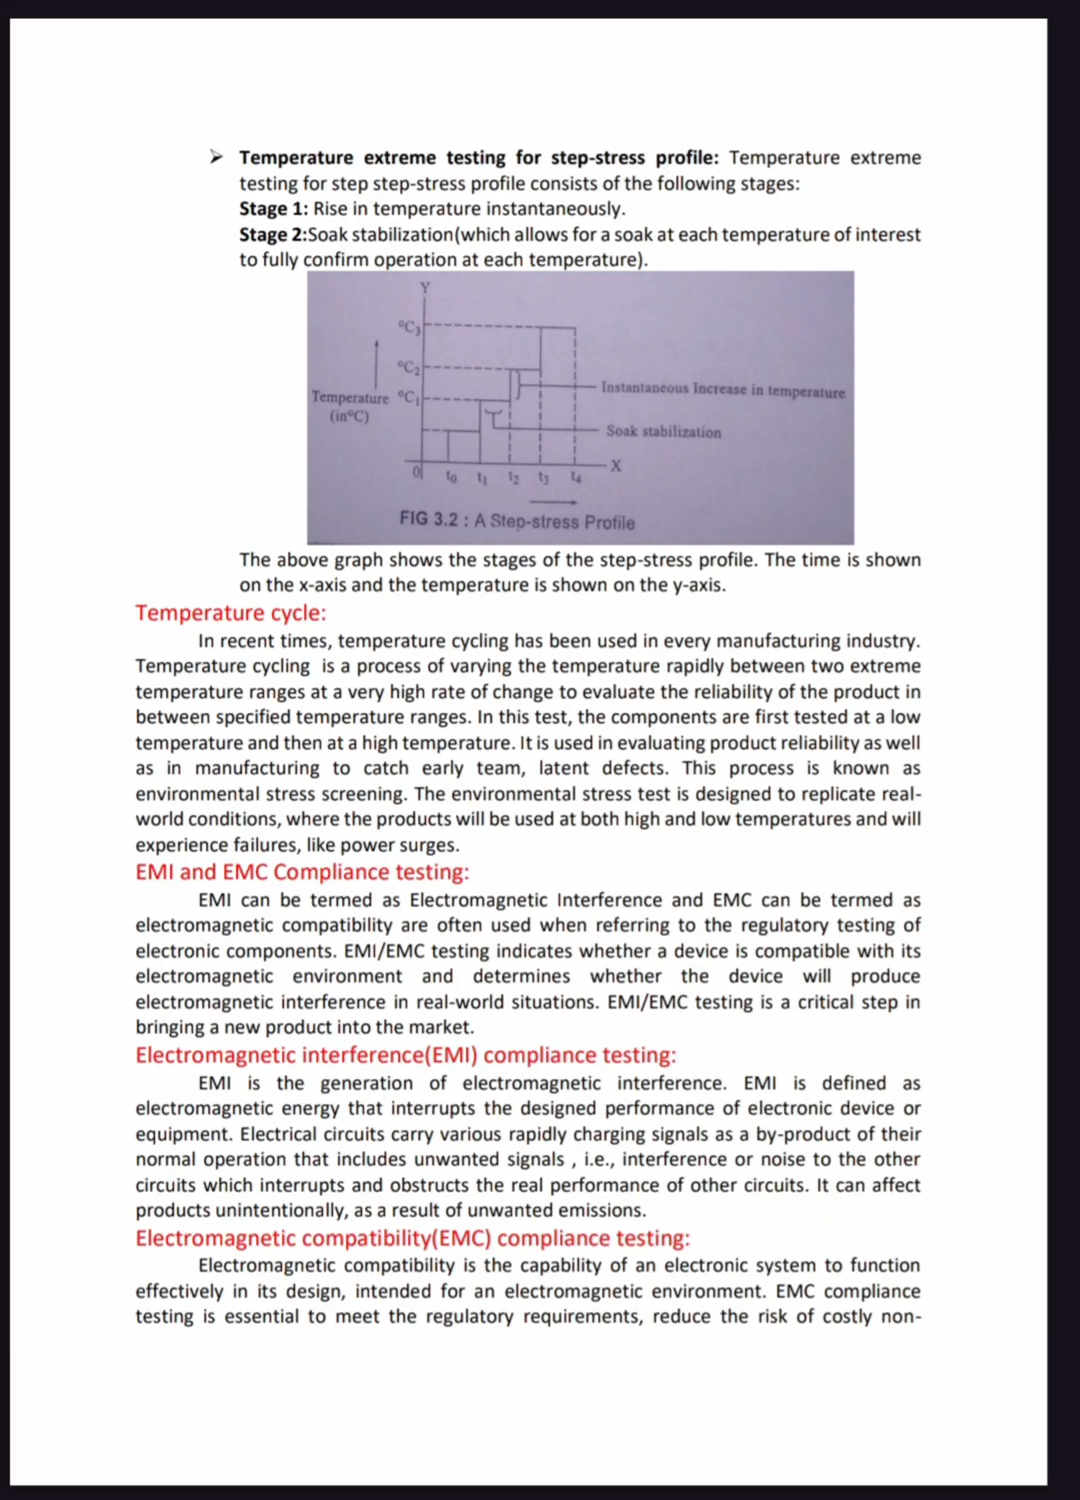 ➢ Temperature extreme testing for step-stress profile: Temperature extreme
testing for step step-stress profile consists of the following stages:
Stage 1: Rise in temperature instantaneously.
Stage 2:Soak stabilization(which allows for a soak at each temperature of interest
to fully confirm operation at each temperature).
Y
°C₃
°C₂
Temperature °C₁
(in°C)
Instantaneous Increase in temperature
Soak stabilization
X
0 t₀ t₁ t₂ t₃ t₄
FIG 3.2 : A Step-stress Profile
The above graph shows the stages of the step-stress profile. The time is shown
on the x-axis and the temperature is shown on the y-axis.
Temperature cycle:
In recent times, temperature cycling has been used in every manufacturing industry.
Temperature cycling is a process of varying the temperature rapidly between two extreme
temperature ranges at a very high rate of change to evaluate the reliability of the product in
between specified temperature ranges. In this test, the components are first tested at a low
temperature and then at a high temperature. It is used in evaluating product reliability as well
as in manufacturing to catch early team, latent defects. This process is known as
environmental stress screening. The environmental stress test is designed to replicate real-
world conditions, where the products will be used at both high and low temperatures and will
experience failures, like power surges.
EMI and EMC Compliance testing:
EMI can be termed as Electromagnetic Interference and EMC can be termed as
electromagnetic compatibility are often used when referring to the regulatory testing of
electronic components. EMI/EMC testing indicates whether a device is compatible with its
electromagnetic environment and determines whether the device will produce
electromagnetic interference in real-world situations. EMI/EMC testing is a critical step in
bringing a new product into the market.
Electromagnetic interference(EMI) compliance testing:
EMI is the generation of electromagnetic interference. EMI is defined as
electromagnetic energy that interrupts the designed performance of electronic device or
equipment. Electrical circuits carry various rapidly charging signals as a by-product of their
normal operation that includes unwanted signals , i.e., interference or noise to the other
circuits which interrupts and obstructs the real performance of other circuits. It can affect
products unintentionally, as a result of unwanted emissions.
Electromagnetic compatibility(EMC) compliance testing:
Electromagnetic compatibility is the capability of an electronic system to function
effectively in its design, intended for an electromagnetic environment. EMC compliance
testing is essential to meet the regulatory requirements, reduce the risk of costly non-